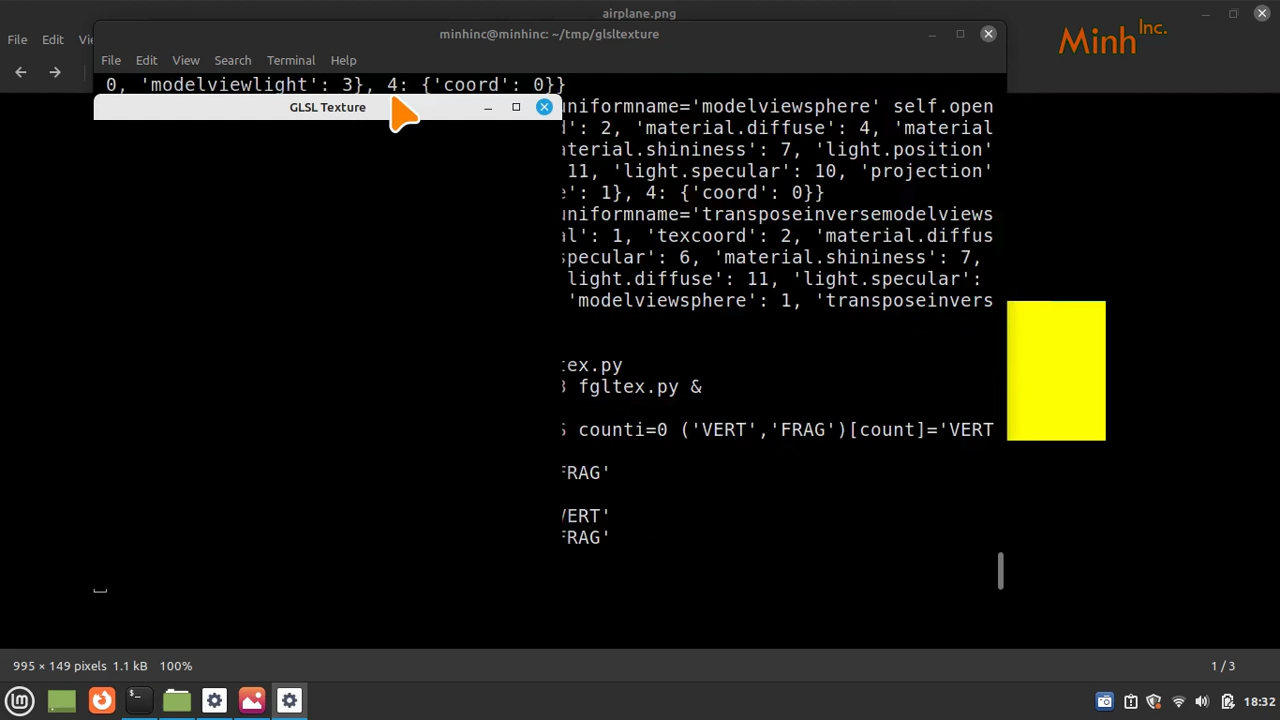 airplane.png
File Edit Vi
minhinc@minhinc: ~/tmp/glsltexture
Minh Inc.
File Edit View Search Terminal Help
0, 'modelviewlight': 3}, 4: {'coord': 0}}
GLSL Texture
uniformname='modelviewsphere' self.open
': 2, 'material.diffuse': 4, 'material
aterial.shininess': 7, 'light.position'
11, 'light.specular': 10, 'projection'
e': 1}, 4: {'coord': 0}}
uniformname='transposeinversemodelviews
al': 1, 'texcoord': 2, 'material.diffus
specular': 6, 'material.shininess': 7,
light.diffuse': 11, 'light.specular':
'modelviewsphere': 1, 'transposeinvers
tex.py
3 fgltex.py &
counti=0 ('VERT','FRAG')[count]='VERT
FRAG'
VERT'
FRAG'
995 × 149 pixels 1.1 kB 100%
1 / 3
18:32